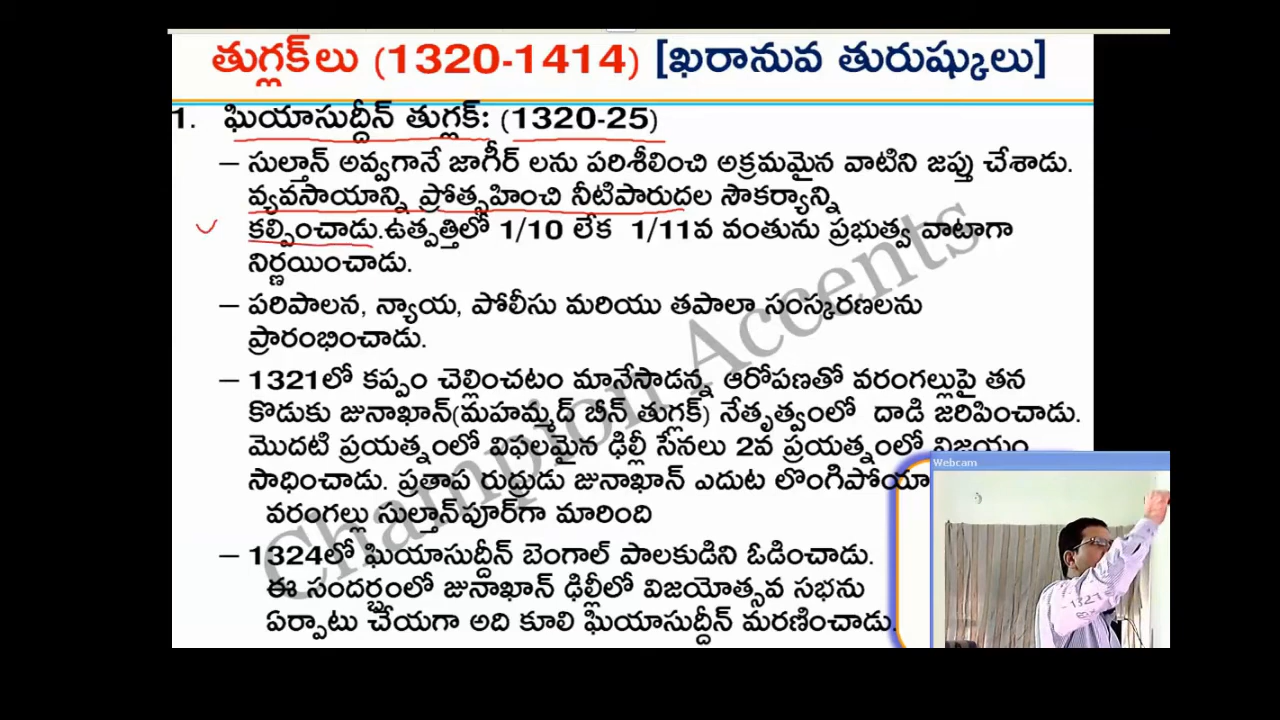 తుగ్లక్‌లు (1320-1414) [ఖరానువ తురుష్కులు]
1. ఘియాసుద్దీన్ తుగ్లక్: (1320-25)
– సుల్తాన్ అవ్వగానే జాగీర్ లను పరిశీలించి అక్రమమైన వాటిని జప్తు చేశాడు.
వ్యవసాయాన్ని ప్రోత్సహించి నీటిపారుదల సౌకర్యాన్ని
కల్పించాడు.ఉత్పత్తిలో 1/10 లేక 1/11వ వంతును ప్రభుత్వ వాటాగా
నిర్ణయించాడు.
– పరిపాలన, న్యాయ, పోలీసు మరియు తపాలా సంస్కరణలను
ప్రారంభించాడు.
– 1321లో కప్పం చెల్లించటం మానేసాడన్న ఆరోపణతో వరంగల్లుపై తన
కొడుకు జునాఖాన్(మహమ్మద్ బీన్ తుగ్లక్) నేతృత్వంలో దాడి జరిపించాడు.
మొదటి ప్రయత్నంలో విఫలమైన ఢిల్లీ సేనలు 2వ ప్రయత్నంలో విజయం
సాధించాడు. ప్రతాప రుద్రుడు జునాఖాన్ ఎదుట లొంగిపోయా
వరంగల్లు సుల్తాన్‌పూర్‌గా మారింది
– 1324లో ఘియాసుద్దీన్ బెంగాల్ పాలకుడిని ఓడించాడు.
ఈ సందర్భంలో జునాఖాన్ ఢిల్లీలో విజయోత్సవ సభను
ఏర్పాటు చేయగా అది కూలి ఘియాసుద్దీన్ మరణించాడు.
Champion Accents
Webcam